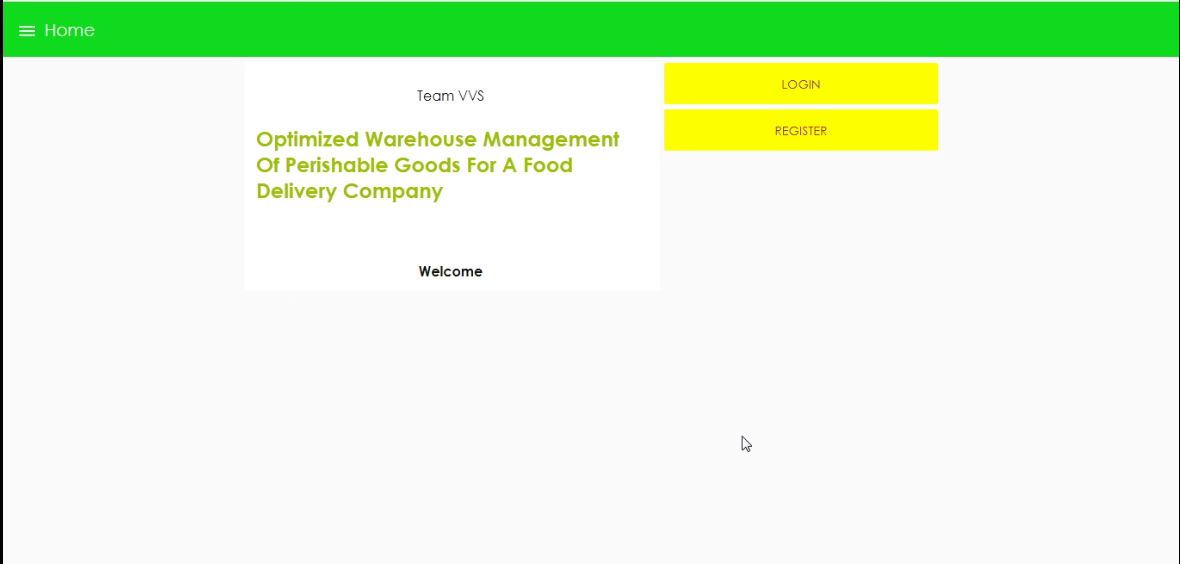 Home
Team VVS
Optimized Warehouse Management
Of Perishable Goods For A Food
Delivery Company
Welcome
LOGIN
REGISTER